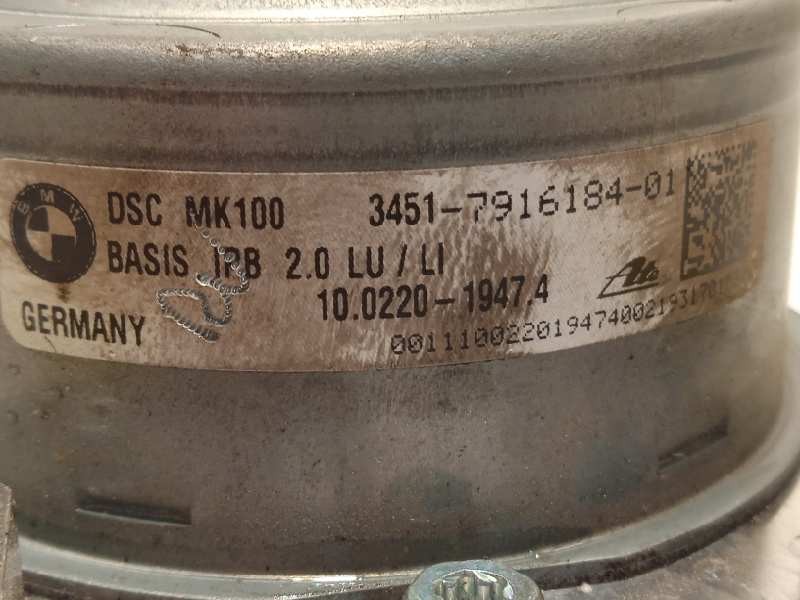 BMW
DSC MK100 3451-7916184-01
BASIS IPB 2.0 LU / LI
10.0220-1947.4 Ate
GERMANY